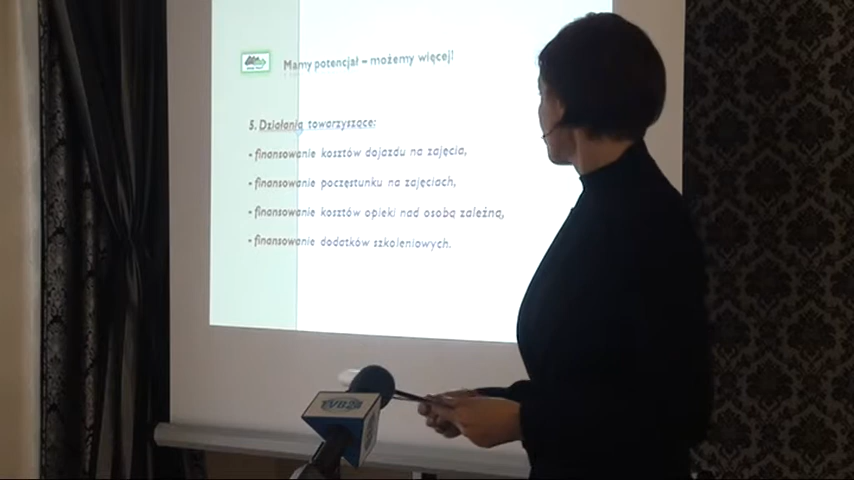 Mamy potencjał – możemy więcej!
5. Działania towarzyszące:
- finansowanie kosztów dojazdu na zajęcia,
- finansowanie poczęstunku na zajęciach,
- finansowanie kosztów opieki nad osobą zależną,
- finansowanie dodatków szkoleniowych.